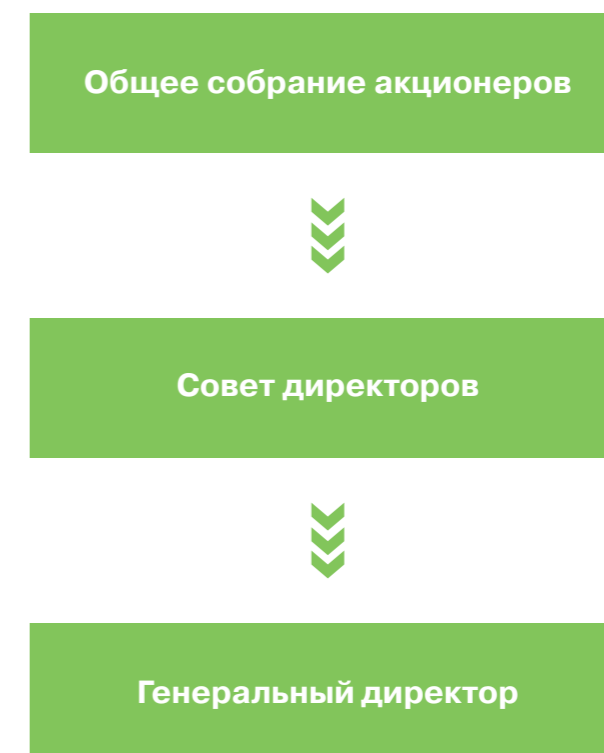 Общее собрание акционеров
Совет директоров
Генеральный директор